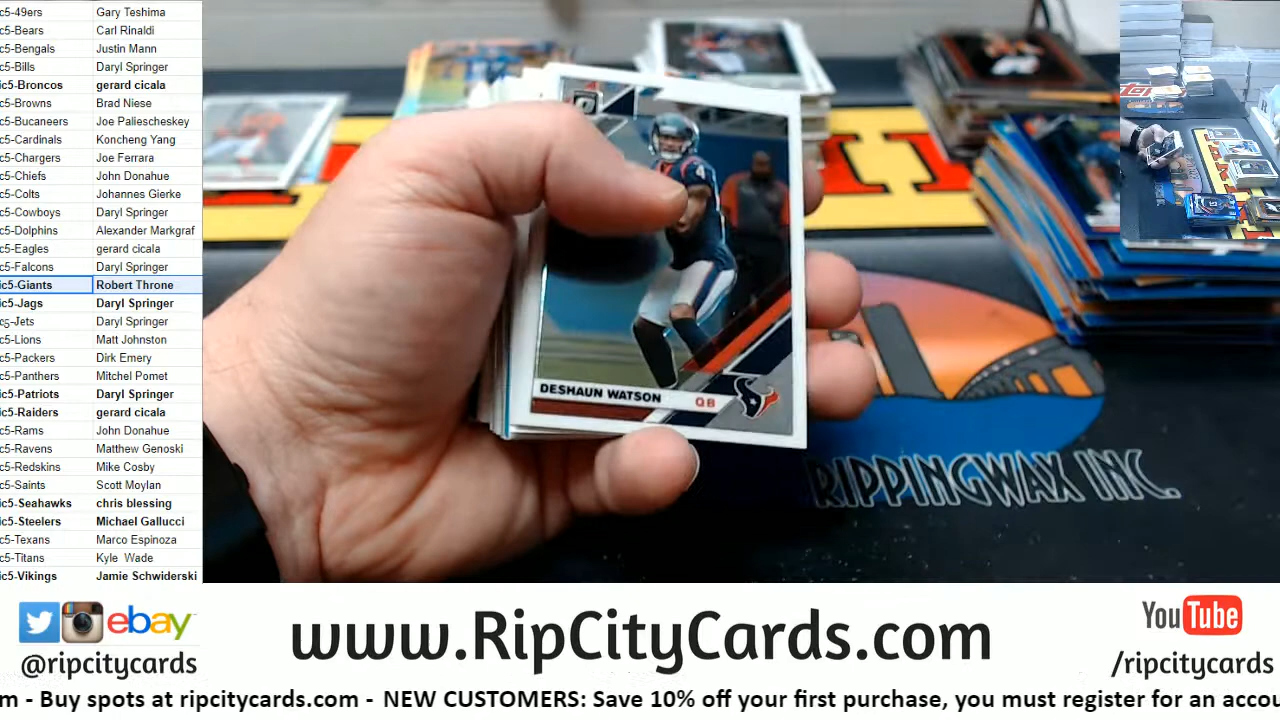 c5-49ers Gary Teshima
c5-Bears Carl Rinaldi
c5-Bengals Justin Mann
c5-Bills Daryl Springer
ic5-Broncos gerard cicala
c5-Browns Brad Niese
c5-Bucaneers Joe Paliescheskey
c5-Cardinals Koncheng Yang
c5-Chargers Joe Ferrara
c5-Chiefs John Donahue
c5-Colts Johannes Gierke
c5-Cowboys Daryl Springer
c5-Dolphins Alexander Markgraf
c5-Eagles gerard cicala
c5-Falcons Daryl Springer
ic5-Giants Robert Throne
ic5-Jags Daryl Springer
c5-Jets Daryl Springer
c5-Lions Matt Johnston
c5-Packers Dirk Emery
c5-Panthers Mitchel Pomet
ic5-Patriots Daryl Springer
ic5-Raiders gerard cicala
c5-Rams John Donahue
c5-Ravens Matthew Genoski
c5-Redskins Mike Cosby
c5-Saints Scott Moylan
ic5-Seahawks chris blessing
ic5-Steelers Michael Gallucci
c5-Texans Marco Espinoza
c5-Titans Kyle Wade
ic5-Vikings Jamie Schwiderski
DESHAUN WATSON QB
4
RIPPINGWAX INC.
ebay
@ripcitycards
www.RipCityCards.com
YouTube
/ripcitycards
m - Buy spots at ripcitycards.com - NEW CUSTOMERS: Save 10% off your first purchase, you must register for an accou